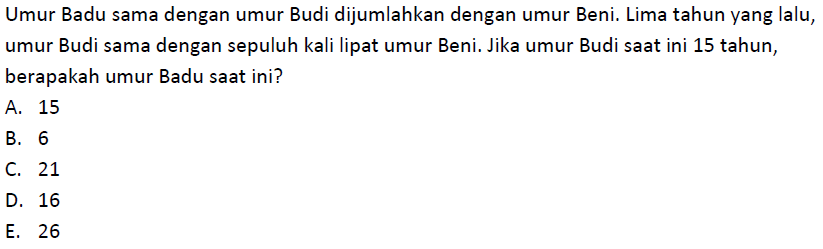 Umur Badu sama dengan umur Budi dijumlahkan dengan umur Beni. Lima tahun yang lalu,
umur Budi sama dengan sepuluh kali lipat umur Beni. Jika umur Budi saat ini 15 tahun,
berapakah umur Badu saat ini?
A. 15
B. 6
C. 21
D. 16
E. 26